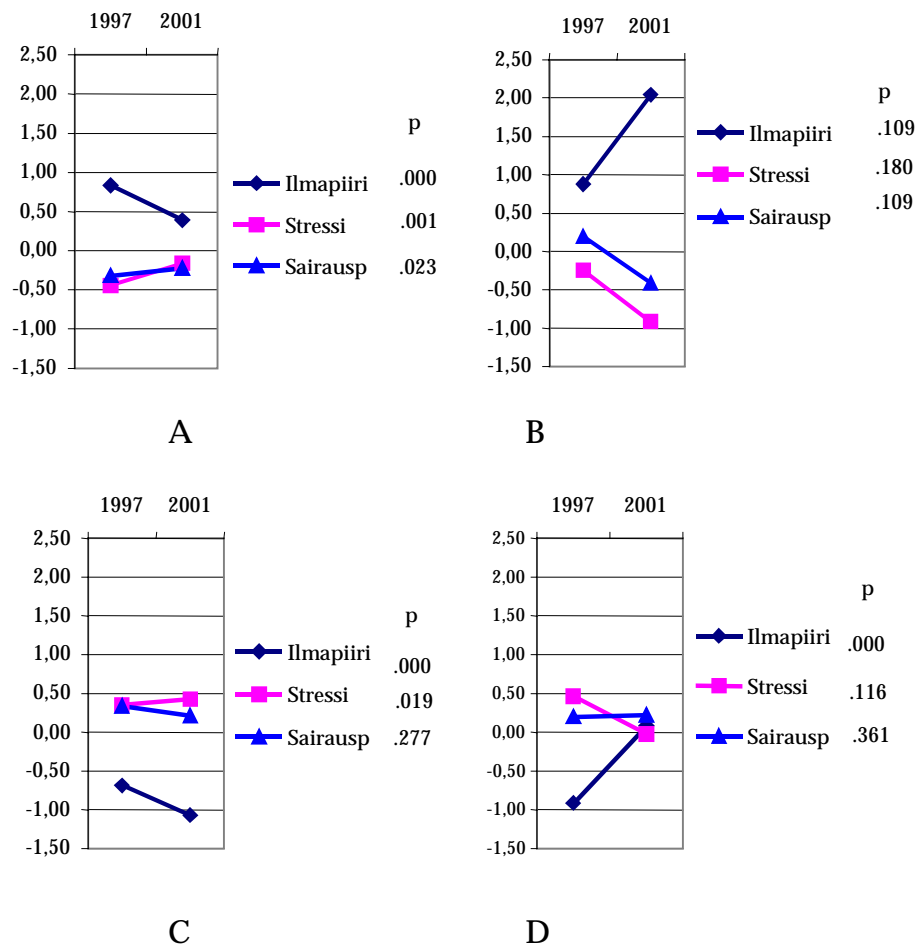 1997 2001
2,50
2,00
1,50
1,00
0,50
0,00
-0,50
-1,00
-1,50
p
Ilmapiiri .000
Stressi .001
Sairausp .023
A
1997 2001
2,50
2,00
1,50
1,00
0,50
0,00
-0,50
-1,00
-1,50
p
Ilmapiiri .109
Stressi .180
Sairausp .109
B
1997 2001
2,50
2,00
1,50
1,00
0,50
0,00
-0,50
-1,00
-1,50
p
Ilmapiiri .000
Stressi .019
Sairausp .277
C
1997 2001
2,50
2,00
1,50
1,00
0,50
0,00
-0,50
-1,00
-1,50
p
Ilmapiiri .000
Stressi .116
Sairausp .361
D